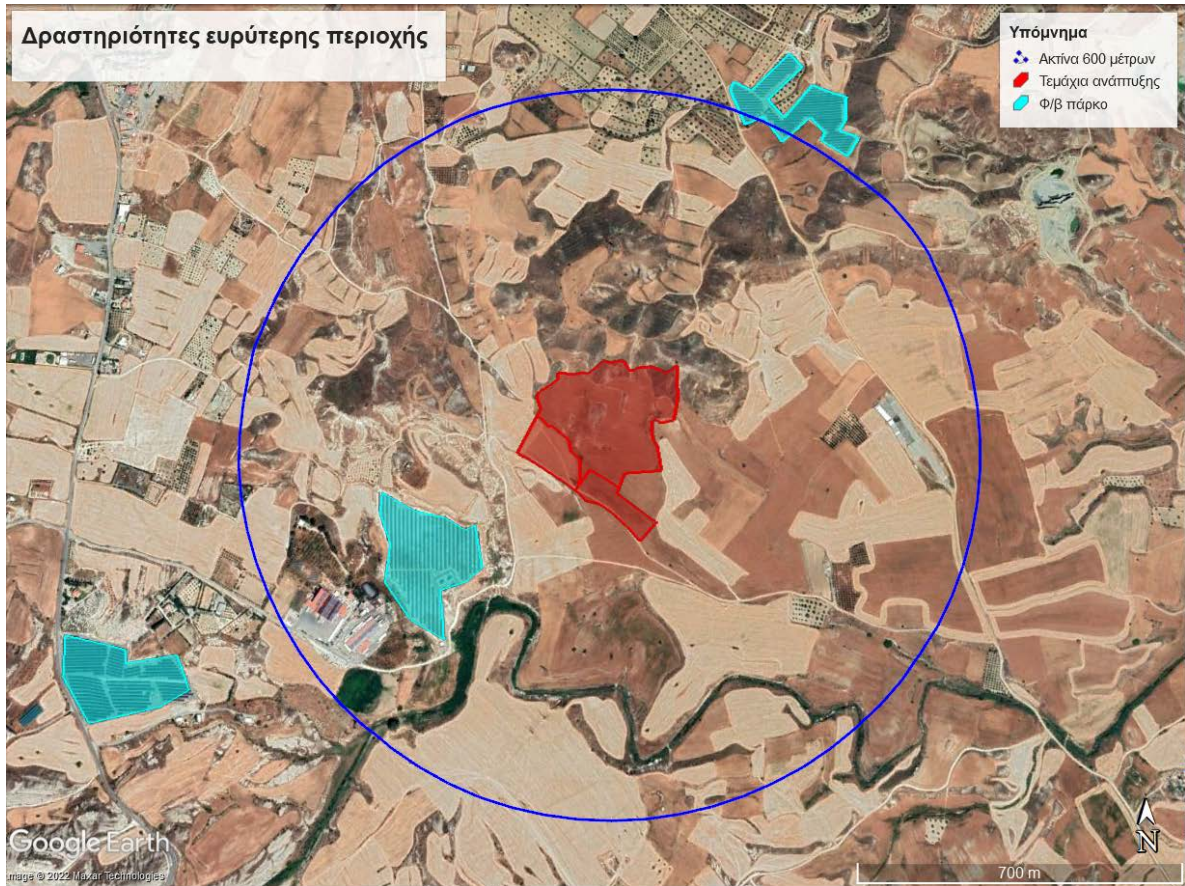 Δραστηριότητες ευρύτερης περιοχής
Υπόμνημα
Ακτίνα 600 μέτρων
Τεμάχια ανάπτυξης
Φ/β πάρκο
Google Earth
Image © 2022 Maxar Technologies
N
700 m